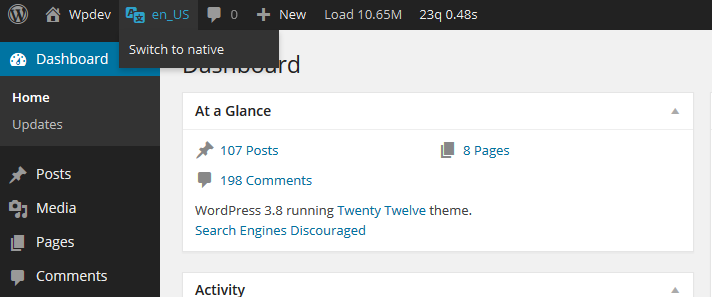 Wpdev en_US 0 New Load 10.65M 23q 0.48s
Switch to native
Dashboard
Dashboard
Home
Updates
Posts
Media
Pages
Comments
At a Glance
107 Posts 8 Pages
198 Comments
WordPress 3.8 running Twenty Twelve theme.
Search Engines Discouraged
Activity